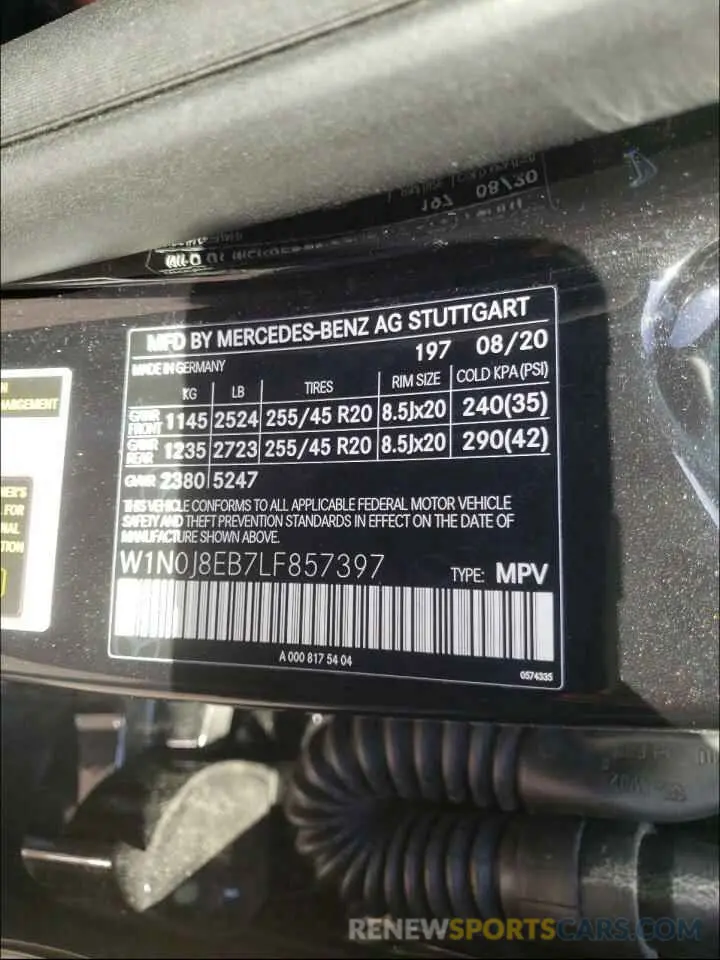 197 08/20
MFD BY MERCEDES-BENZ AG STUTTGART
197 08/20
MADE IN GERMANY
KG LB TIRES RIM SIZE COLD KPA(PSI)
GAWR FRONT 1145 2524 255/45 R20 8.5Jx20 240(35)
GAWR REAR 1235 2723 255/45 R20 8.5Jx20 290(42)
GVWR 2380 5247
THIS VEHICLE CONFORMS TO ALL APPLICABLE FEDERAL MOTOR VEHICLE
SAFETY AND THEFT PREVENTION STANDARDS IN EFFECT ON THE DATE OF
MANUFACTURE SHOWN ABOVE.
W1N0J8EB7LF857397 TYPE: MPV
A 000 817 54 04
0574335
RENEWSPORTSCARS.COM